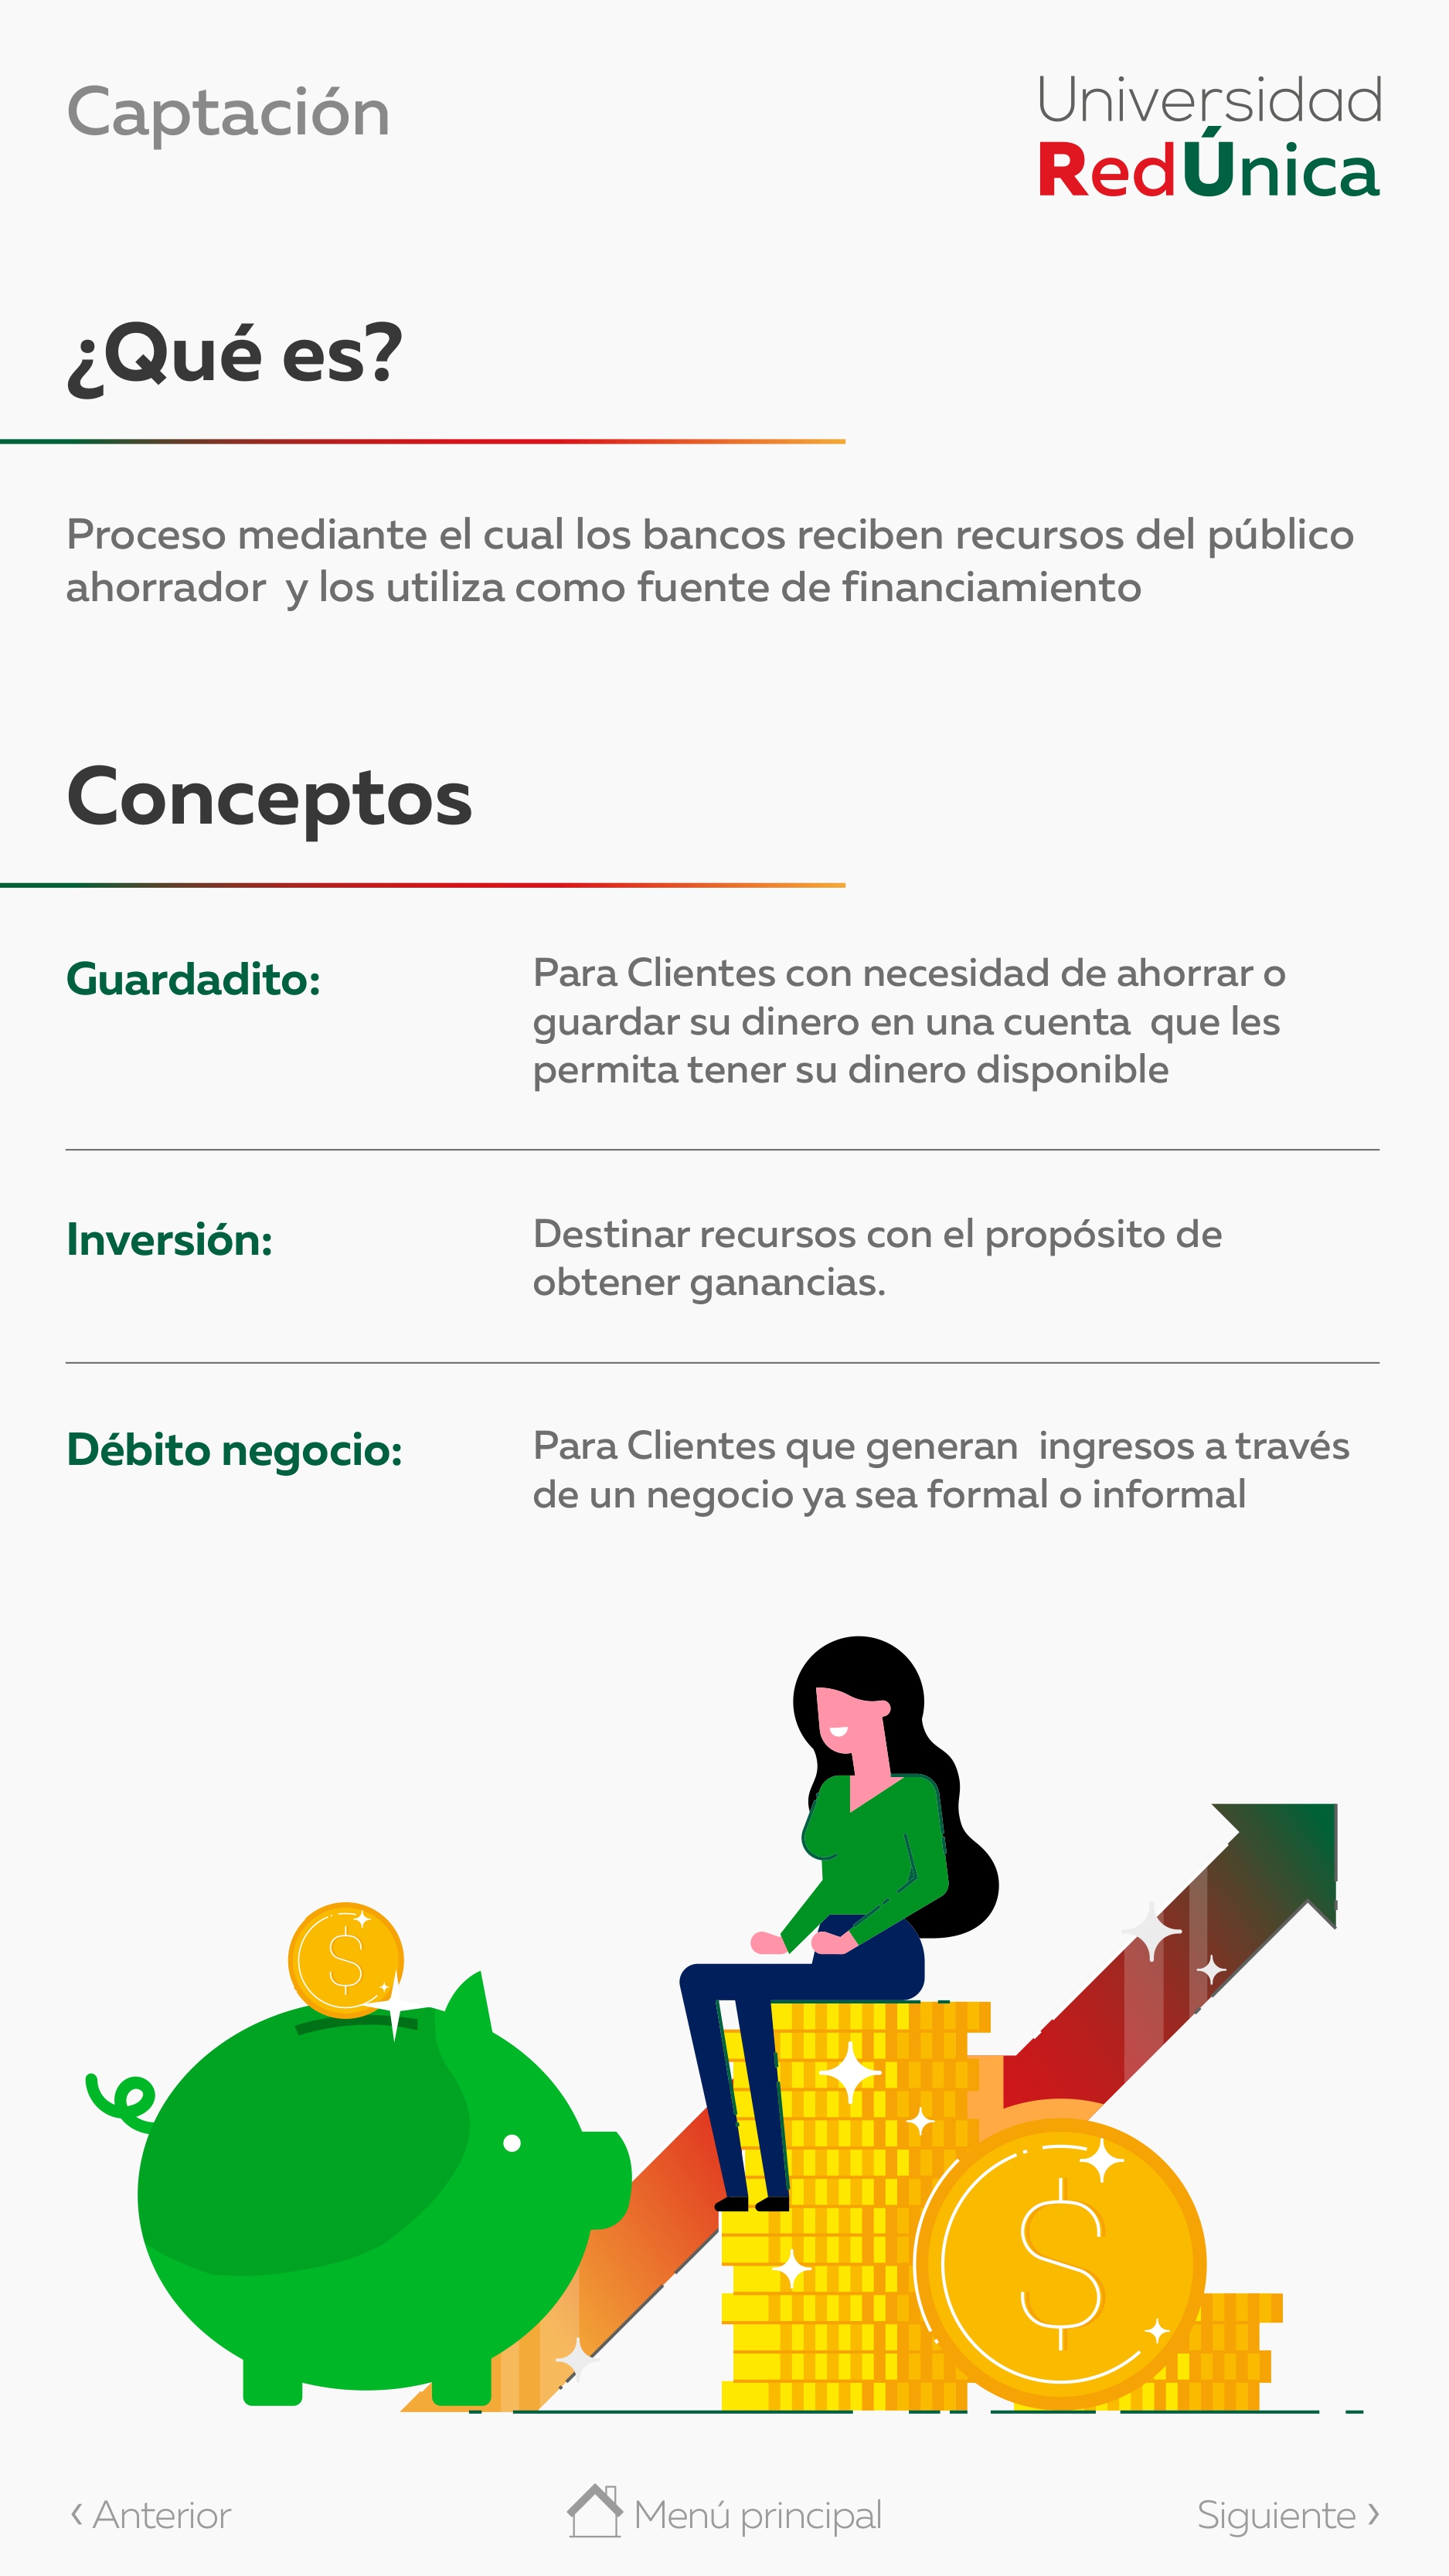 Captación
Universidad
RedÚnica
¿Qué es?
Proceso mediante el cual los bancos reciben recursos del público
ahorrador  y los utiliza como fuente de financiamiento
Conceptos
Guardadito:
Para Clientes con necesidad de ahorrar o
guardar su dinero en una cuenta  que les
permita tener su dinero disponible
Inversión:
Destinar recursos con el propósito de
obtener ganancias.
Débito negocio:
Para Clientes que generan  ingresos a través
de un negocio ya sea formal o informal
$
$
‹ Anterior
Menú principal
Siguiente ›